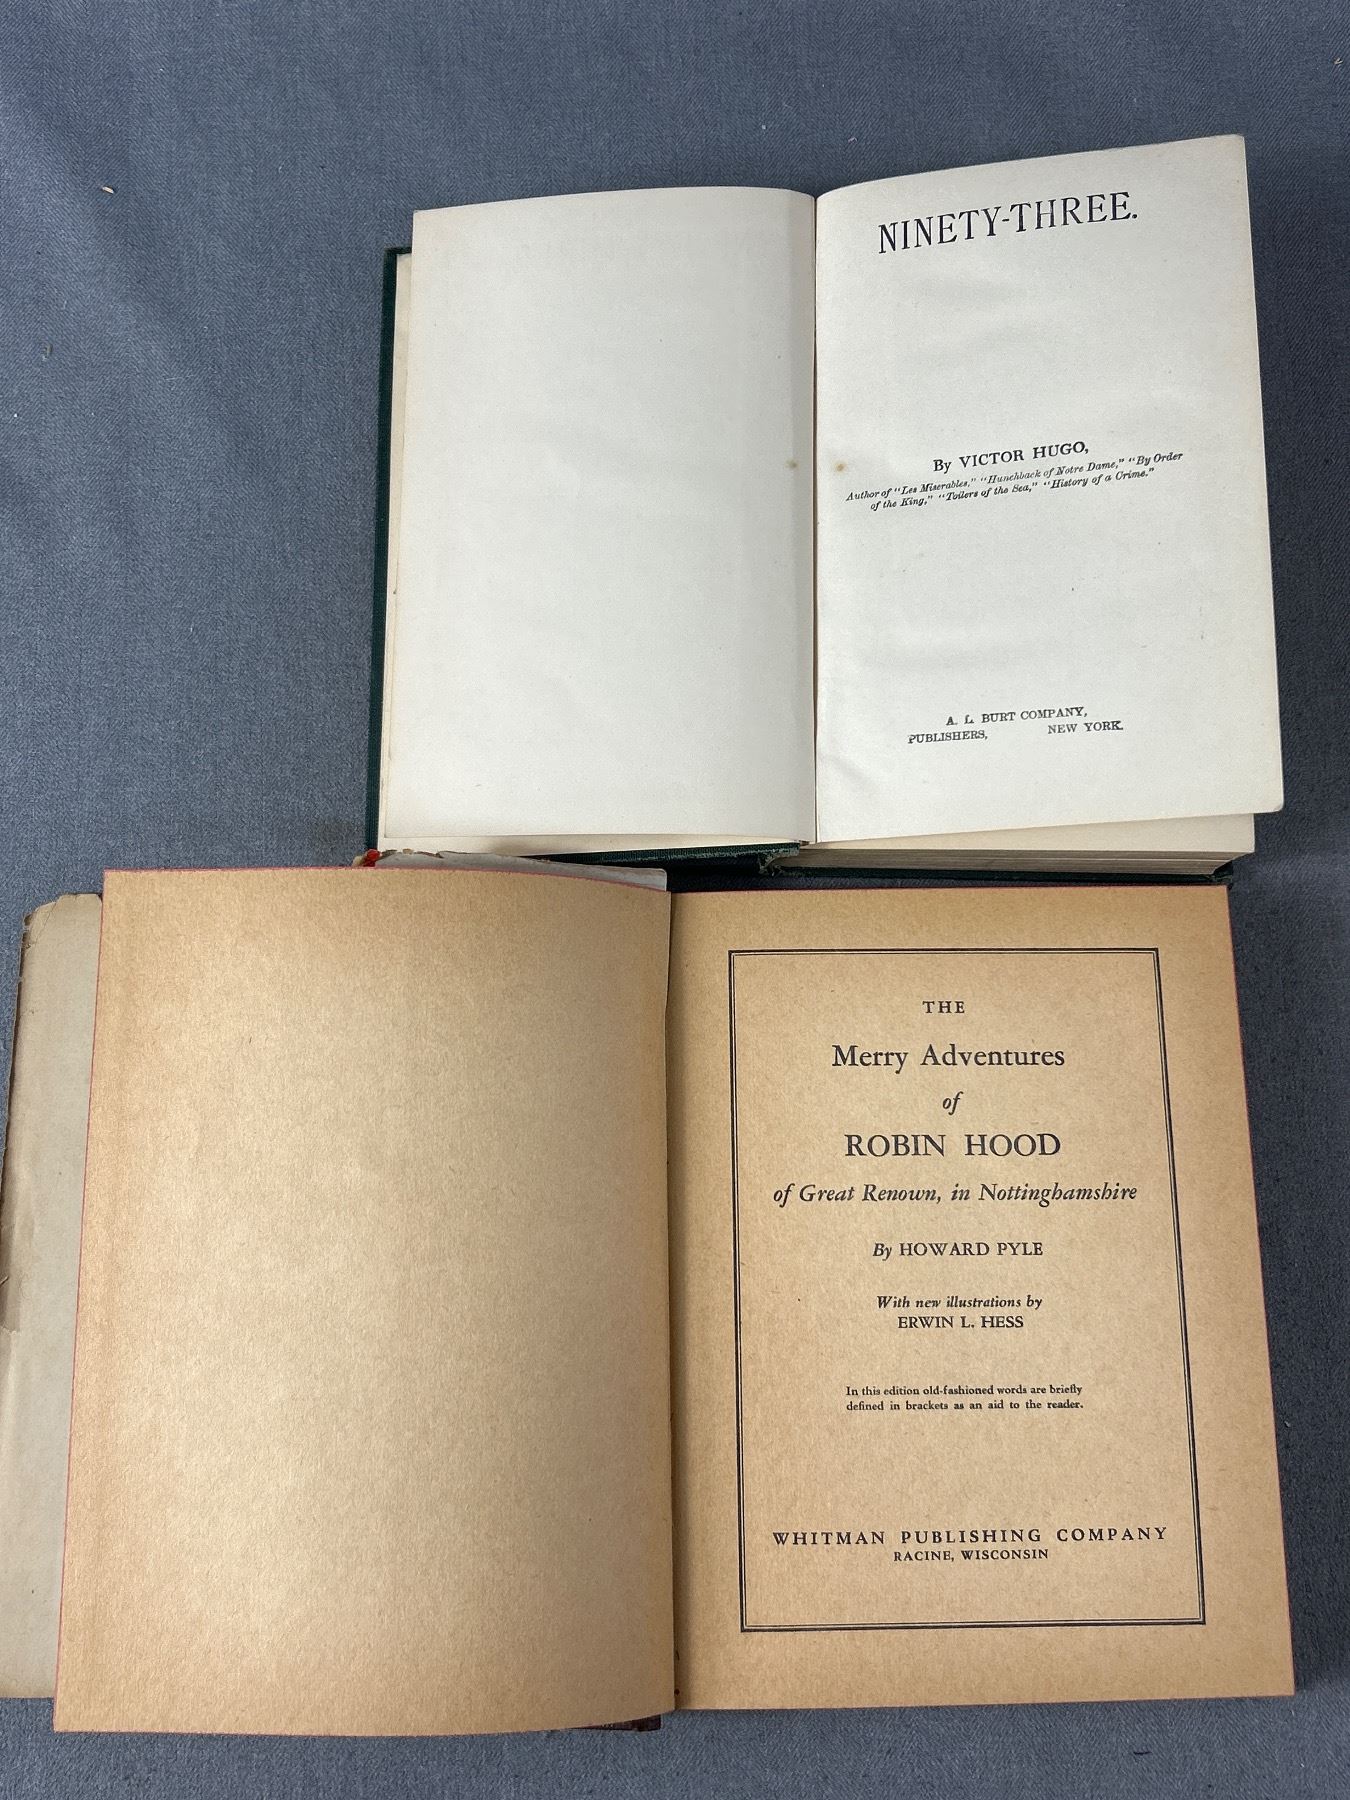 NINETY-THREE.
By VICTOR HUGO,
Author of "Les Miserables," "Hunchback of Notre Dame," "By Order
of the King," "Toilers of the Sea," "History of a Crime."
A. L. BURT COMPANY,
PUBLISHERS, NEW YORK.
THE
Merry Adventures
of
ROBIN HOOD
of Great Renown, in Nottinghamshire
By HOWARD PYLE
With new illustrations by
ERWIN L. HESS
In this edition old-fashioned words are briefly
defined in brackets as an aid to the reader.
WHITMAN PUBLISHING COMPANY
RACINE, WISCONSIN